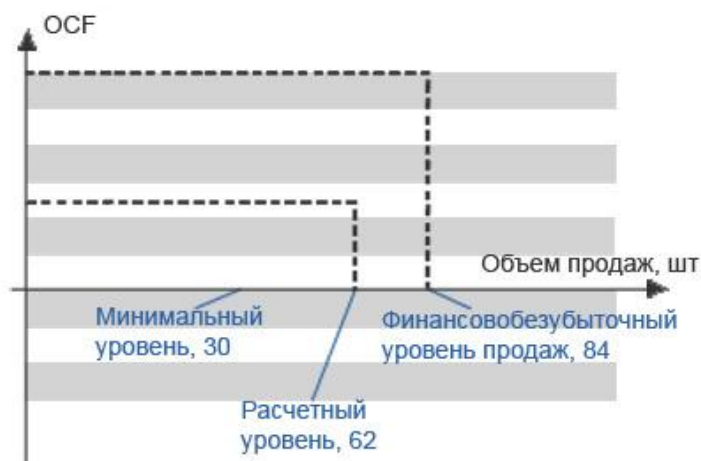 OCF
Объем продаж, шт
Минимальный
уровень, 30
Финансовобезубыточный
уровень продаж, 84
Расчетный
уровень, 62